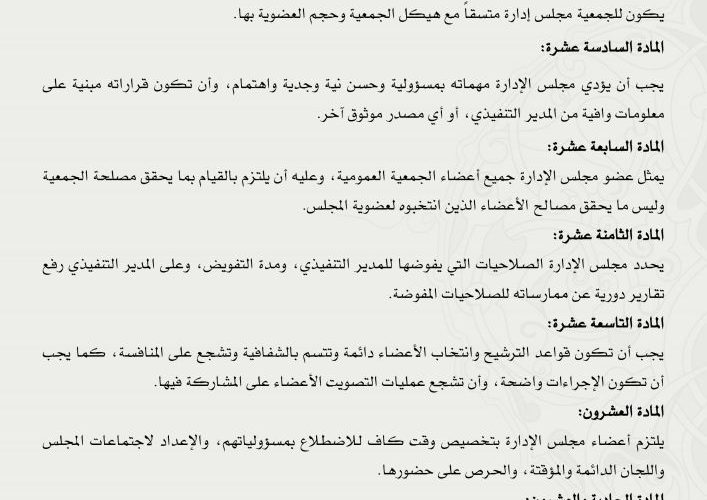 يكون للجمعية مجلس إدارة متسقاً مع هيكل الجمعية وحجم العضوية بها.
المادة السادسة عشرة:
يجب أن يؤدي مجلس الإدارة مهماته بمسؤولية وحسن نية وجدية واهتمام، وأن تكون قراراته مبنية على
معلومات وافية من المدير التنفيذي، أو أي مصدر موثوق آخر.
المادة السابعة عشرة:
يمثل عضو مجلس الإدارة جميع أعضاء الجمعية العمومية، وعليه أن يلتزم بالقيام بما يحقق مصلحة الجمعية
وليس ما يحقق مصالح الأعضاء الذين انتخبوه لعضوية المجلس.
المادة الثامنة عشرة:
يحدد مجلس الإدارة الصلاحيات التي يفوضها للمدير التنفيذي، ومدة التفويض، وعلى المدير التنفيذي رفع
تقارير دورية عن ممارساته للصلاحيات المفوضة.
المادة التاسعة عشرة:
يجب أن تكون قواعد الترشيح وانتخاب الأعضاء دائمة وتتسم بالشفافية وتشجع على المنافسة، كما يجب
أن تكون الإجراءات واضحة، وأن تشجع عمليات التصويت الأعضاء على المشاركة فيها.
المادة العشرون:
يلتزم أعضاء مجلس الإدارة بتخصيص وقت كاف للاضطلاع بمسؤولياتهم، والإعداد لاجتماعات المجلس
واللجان الدائمة والمؤقتة، والحرص على حضورها.
المادة الحادية والعشرون: